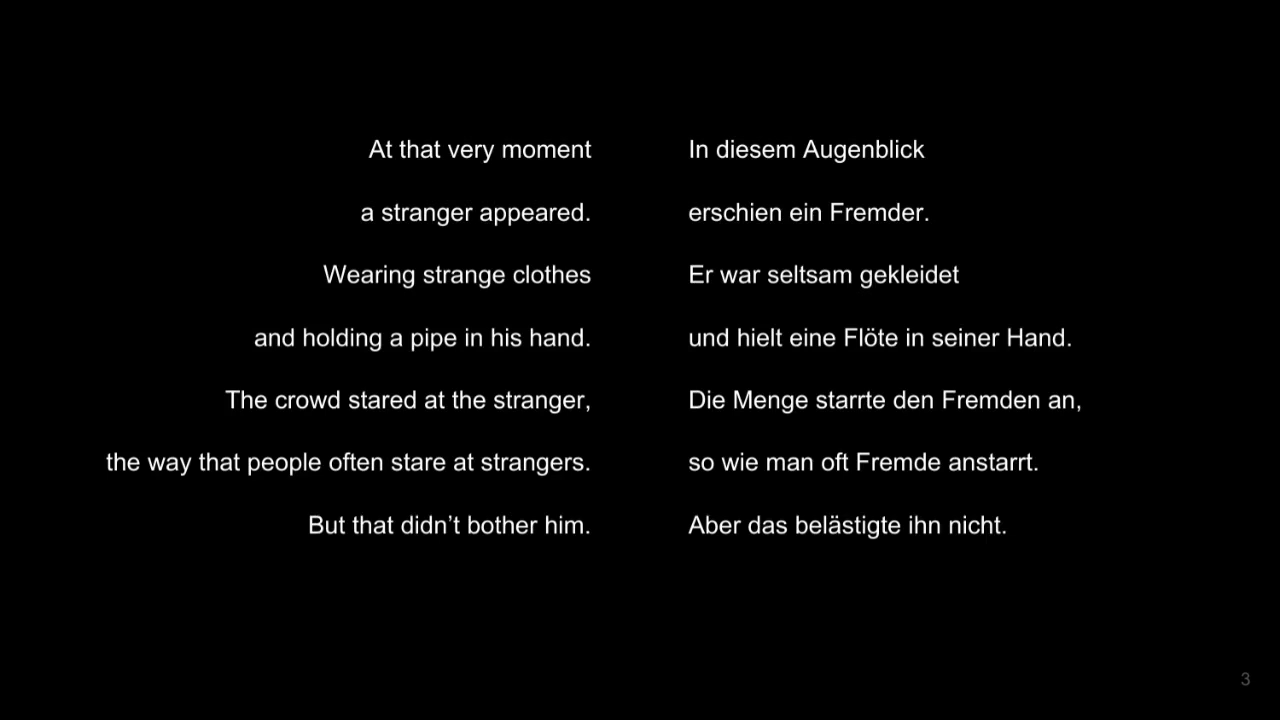 At that very moment
a stranger appeared.
Wearing strange clothes
and holding a pipe in his hand.
The crowd stared at the stranger,
the way that people often stare at strangers.
But that didn’t bother him.
In diesem Augenblick
erschien ein Fremder.
Er war seltsam gekleidet
und hielt eine Flöte in seiner Hand.
Die Menge starrte den Fremden an,
so wie man oft Fremde anstarrt.
Aber das belästigte ihn nicht.
3